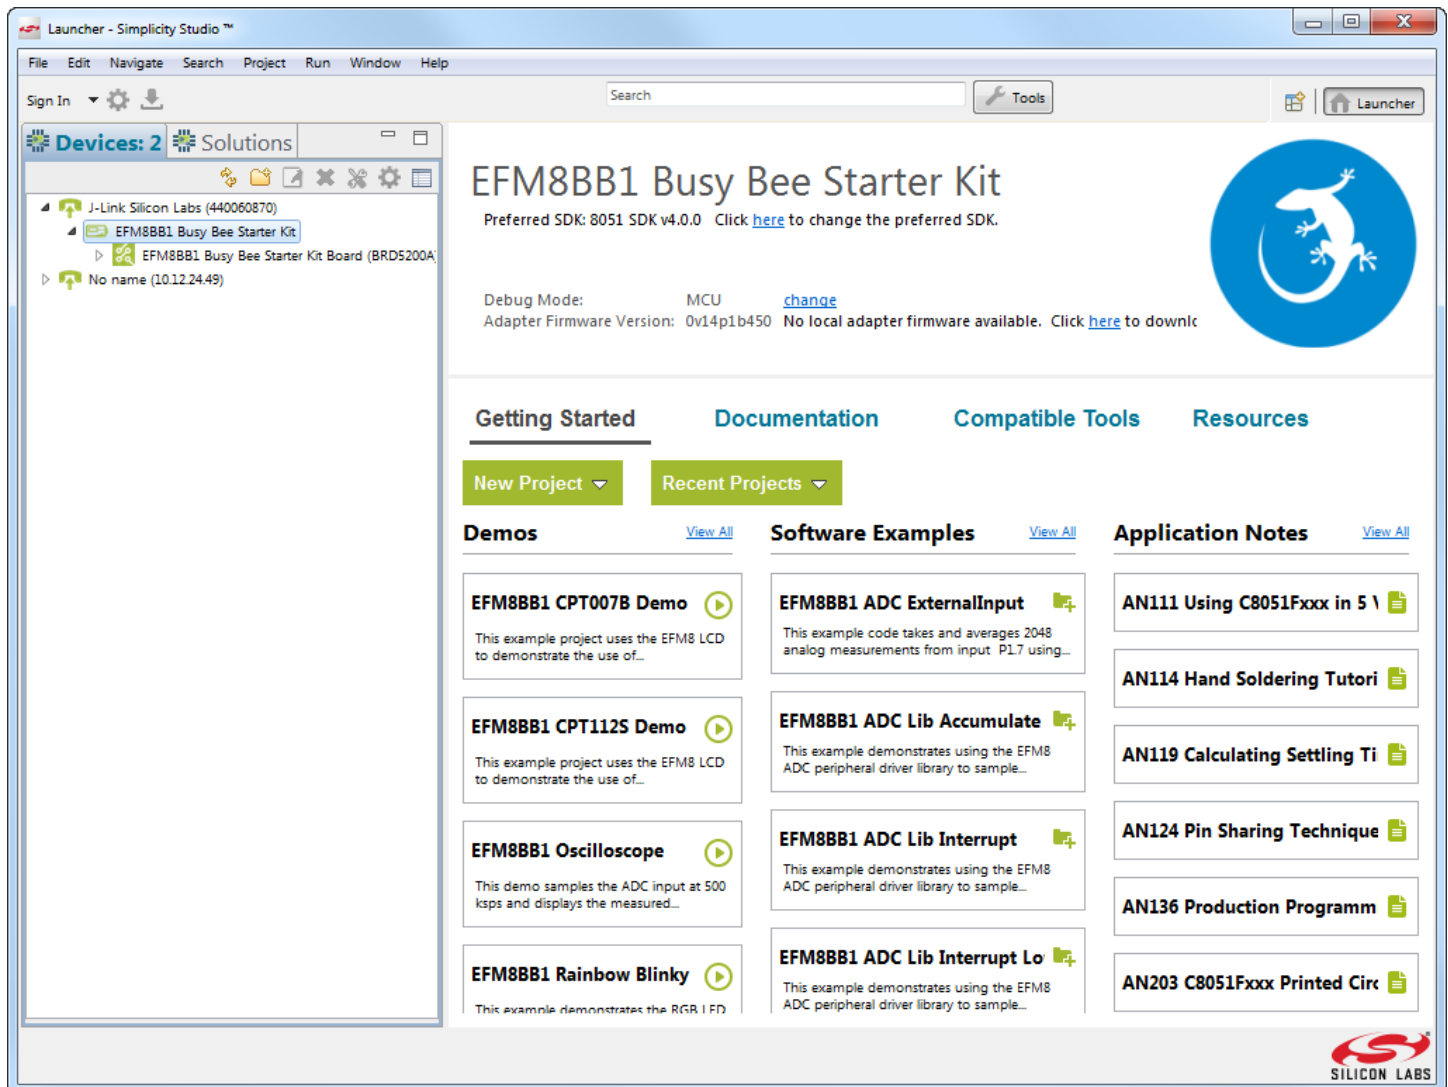 Launcher - Simplicity Studio ™
File Edit Navigate Search Project Run Window Help
Sign In
Search
Tools
Launcher
Devices: 2
Solutions
J-Link Silicon Labs (440060870)
EFM8BB1 Busy Bee Starter Kit
EFM8BB1 Busy Bee Starter Kit Board (BRD5200A)
No name (10.12.24.49)
EFM8BB1 Busy Bee Starter Kit
Preferred SDK: 8051 SDK v4.0.0 Click here to change the preferred SDK.
Debug Mode: MCU change
Adapter Firmware Version: 0v14p1b450 No local adapter firmware available. Click here to downlc
Getting Started Documentation Compatible Tools Resources
New Project
Recent Projects
Demos View All
EFM8BB1 CPT007B Demo
This example project uses the EFM8 LCD
to demonstrate the use of...
EFM8BB1 CPT112S Demo
This example project uses the EFM8 LCD
to demonstrate the use of...
EFM8BB1 Oscilloscope
This demo samples the ADC input at 500
ksps and displays the measured...
EFM8BB1 Rainbow Blinky
This example demonstrates the RGB LED
Software Examples View All
EFM8BB1 ADC ExternalInput
This example code takes and averages 2048
analog measurements from input P1.7 using...
EFM8BB1 ADC Lib Accumulate
This example demonstrates using the EFM8
ADC peripheral driver library to sample...
EFM8BB1 ADC Lib Interrupt
This example demonstrates using the EFM8
ADC peripheral driver library to sample...
EFM8BB1 ADC Lib Interrupt Lo
This example demonstrates using the EFM8
ADC peripheral driver library to sample...
Application Notes View All
AN111 Using C8051Fxxx in 5 V
AN114 Hand Soldering Tutori
AN119 Calculating Settling Ti
AN124 Pin Sharing Technique
AN136 Production Programm
AN203 C8051Fxxx Printed Circ
SILICON LABS